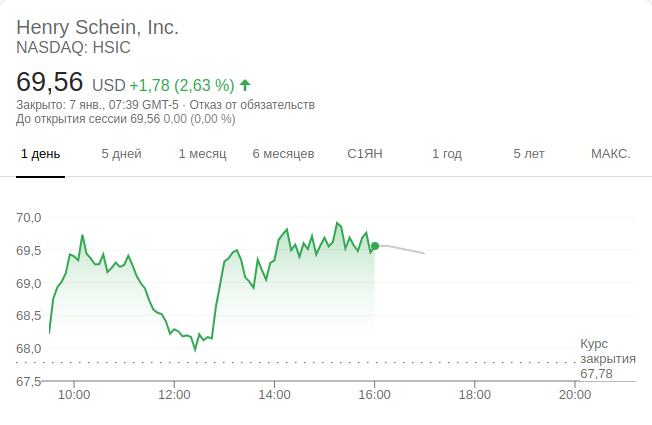 Henry Schein, Inc.
NASDAQ: HSIC
69,56 USD +1,78 (2,63 %)
Закрыто: 7 янв., 07:39 GMT-5 · Отказ от обязательств
До открытия сессии 69,56 0,00 (0,00 %)
1 день 5 дней 1 месяц 6 месяцев С1ЯН 1 год 5 лет МАКС.
70,0
69,5
69,0
68,5
68,0
67,5
Курс
закрытия
67,78
10:00 12:00 14:00 16:00 18:00 20:00